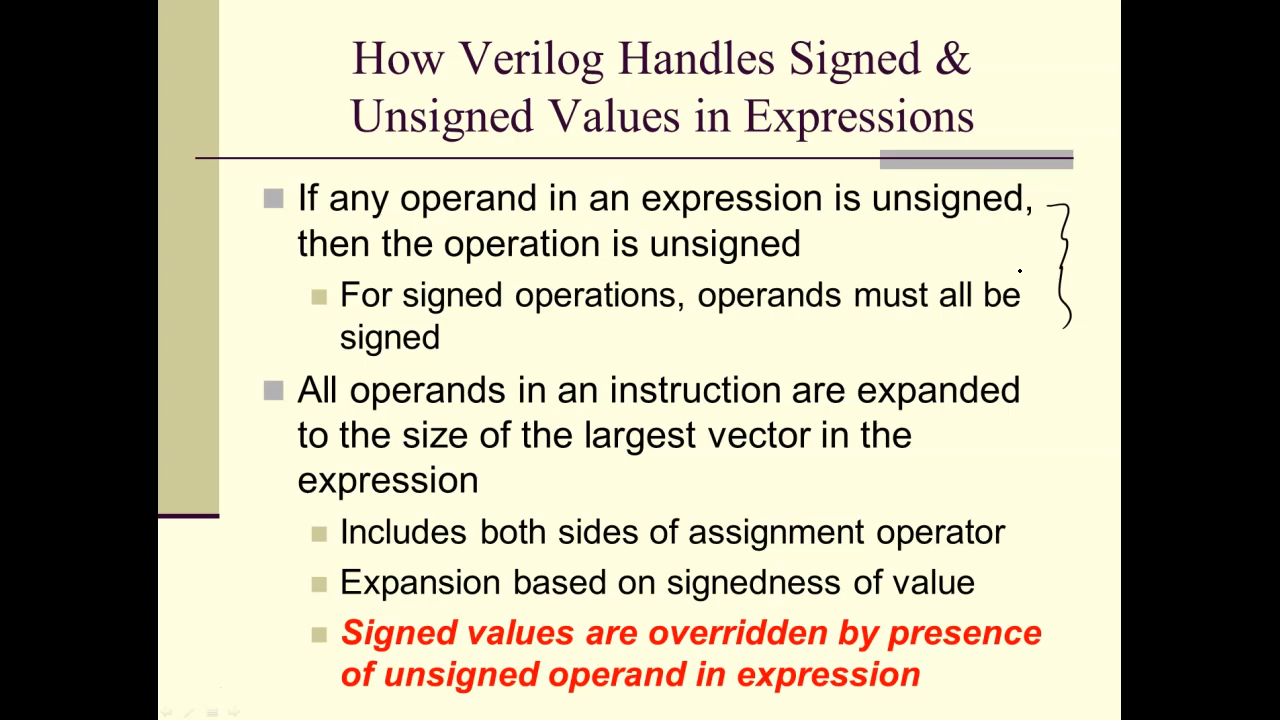 How Verilog Handles Signed &
Unsigned Values in Expressions
If any operand in an expression is unsigned,
then the operation is unsigned
For signed operations, operands must all be
signed
All operands in an instruction are expanded
to the size of the largest vector in the
expression
Includes both sides of assignment operator
Expansion based on signedness of value
Signed values are overridden by presence
of unsigned operand in expression